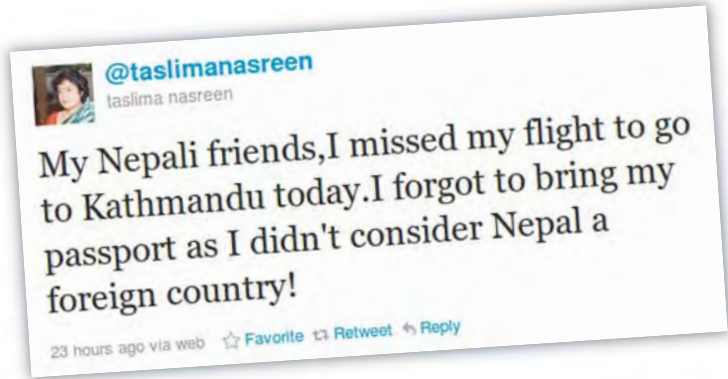 @taslimanasreen
taslima nasreen
My Nepali friends,I missed my flight to go
to Kathmandu today.I forgot to bring my
passport as I didn't consider Nepal a
foreign country!
23 hours ago via web Favorite Retweet Reply